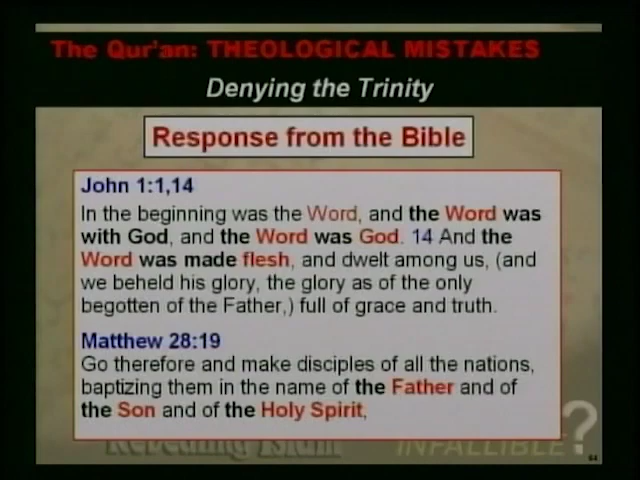 The Qur'an: THEOLOGICAL MISTAKES
Denying the Trinity
Response from the Bible
John 1:1,14
In the beginning was the Word, and the Word was
with God, and the Word was God. 14 And the
Word was made flesh, and dwelt among us, (and
we beheld his glory, the glory as of the only
begotten of the Father,) full of grace and truth.
Matthew 28:19
Go therefore and make disciples of all the nations,
baptizing them in the name of the Father and of
the Son and of the Holy Spirit,
INFALLIBLE?
64